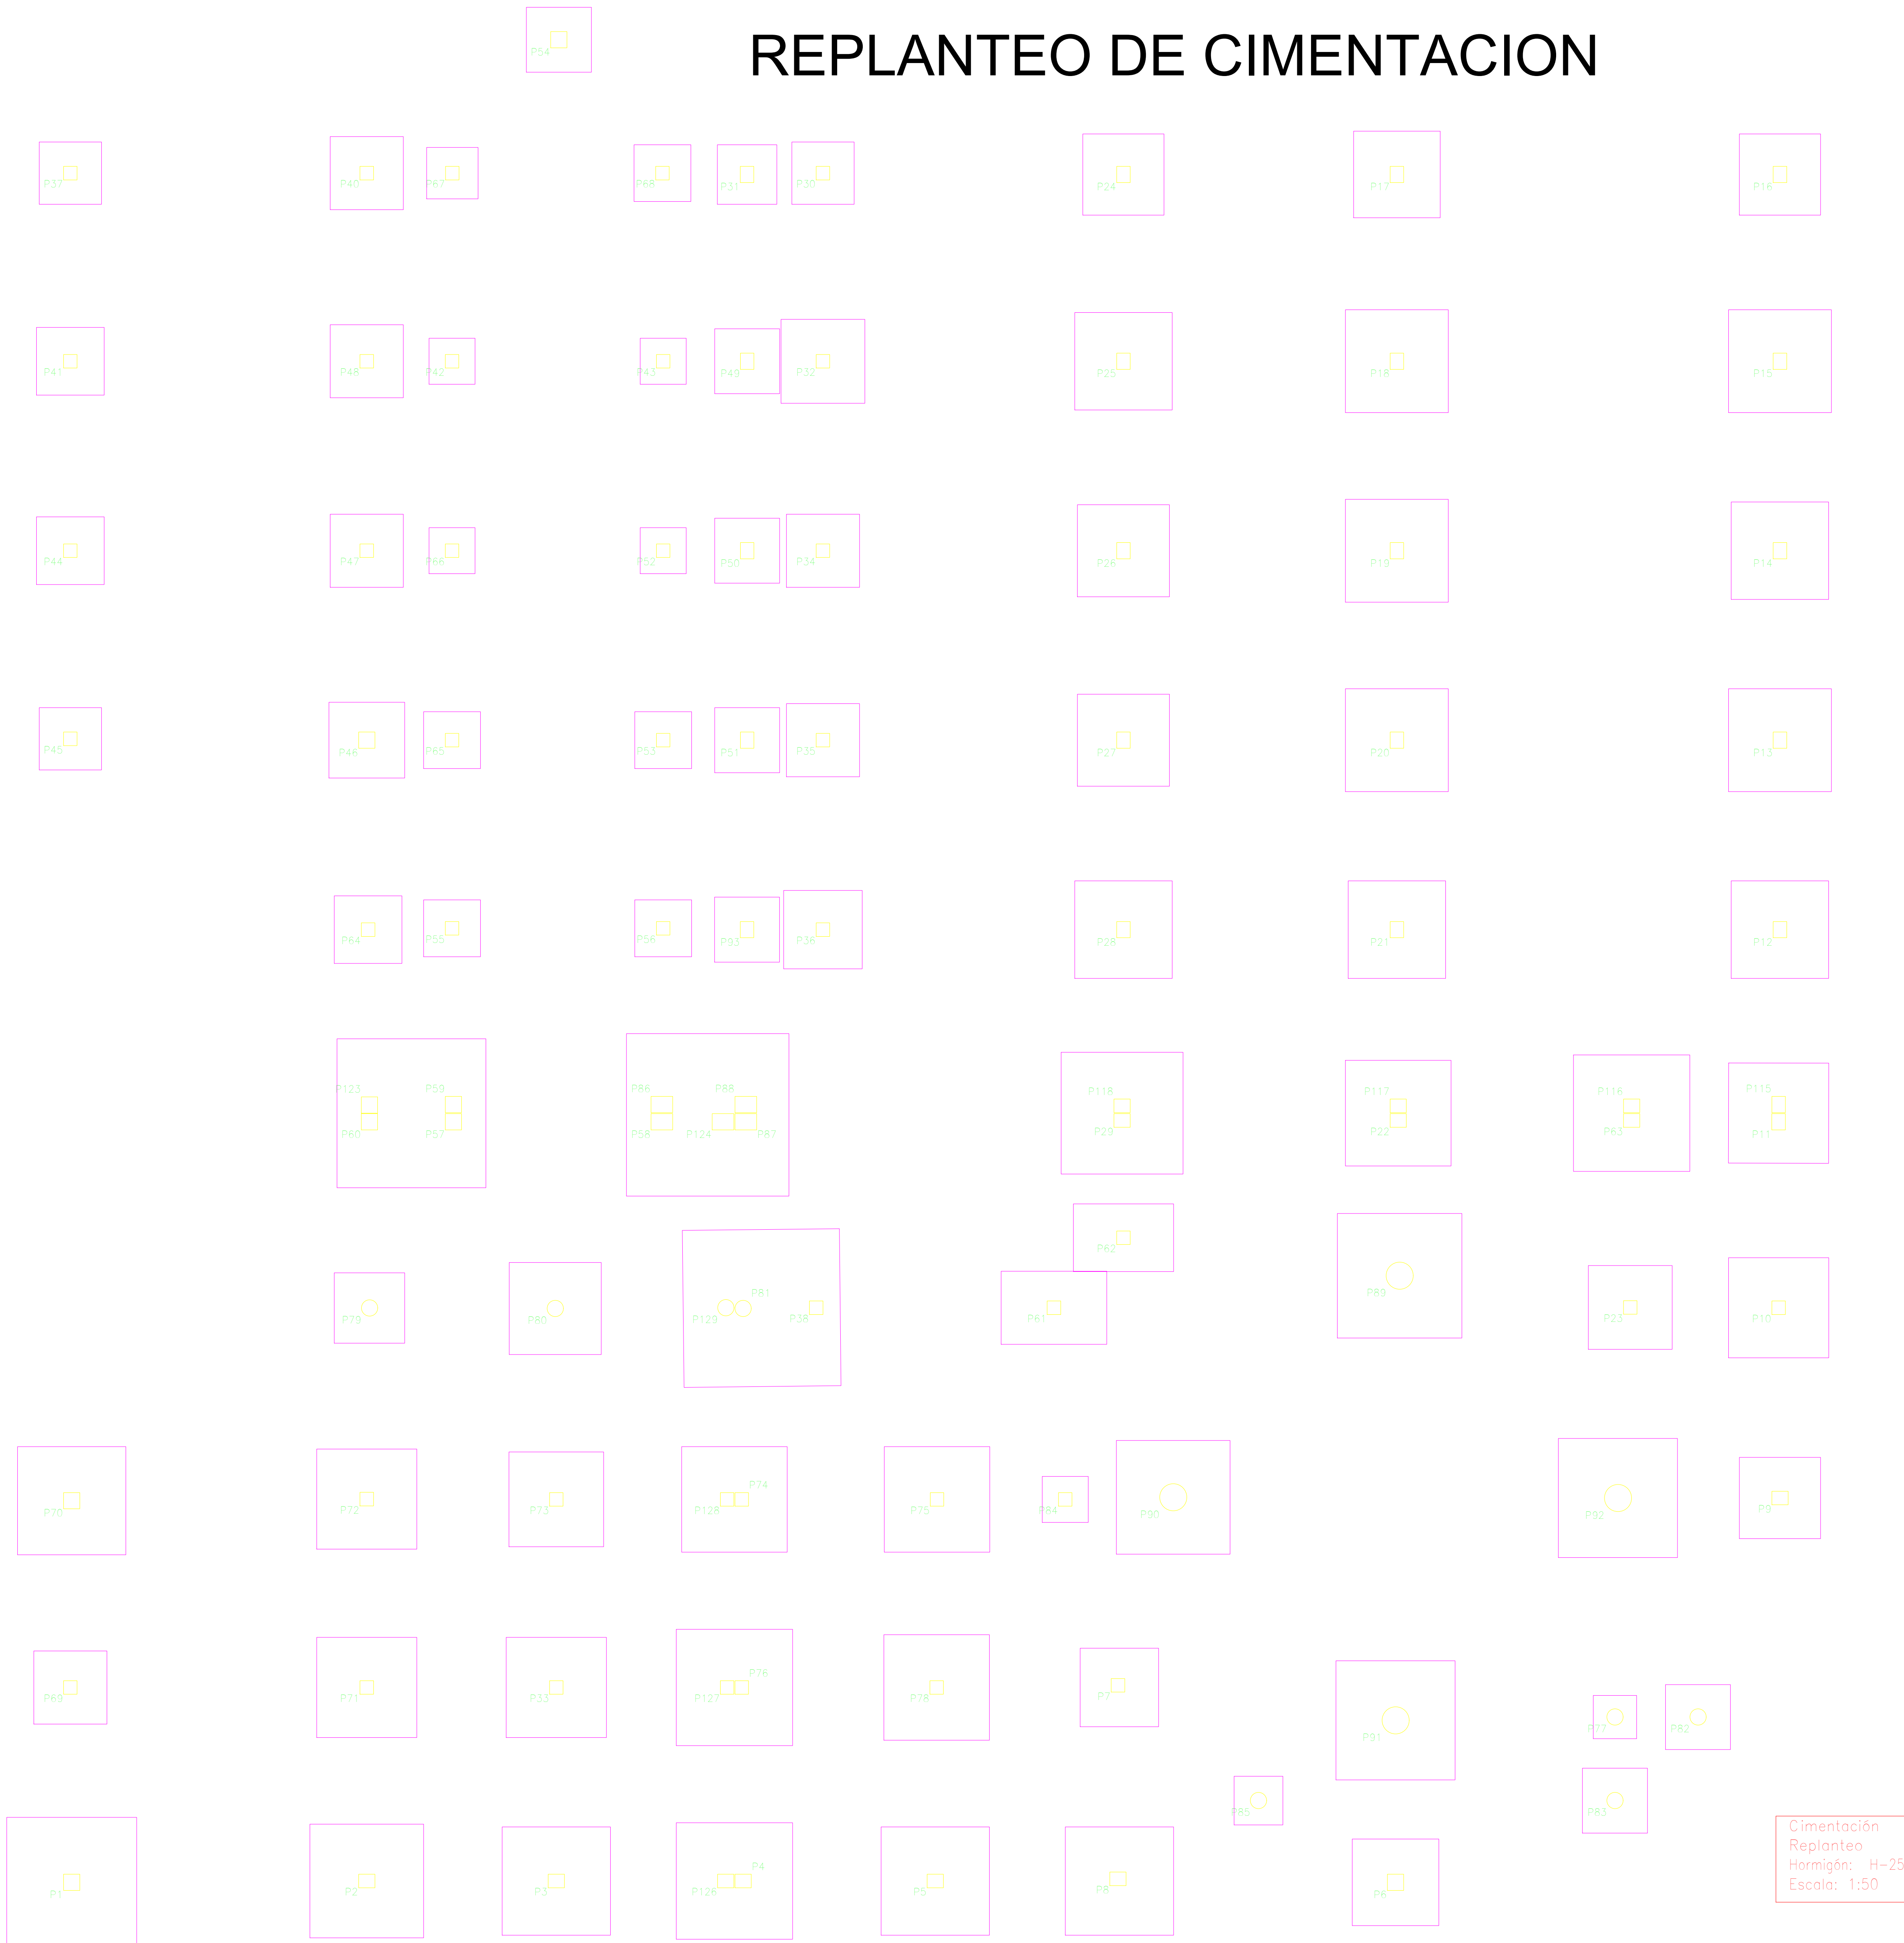 P54
REPLANTEO DE CIMENTACION
P37 P40 P67 P68 P31 P30 P24 P17 P16
P41 P48 P42 P43 P49 P32 P25 P18 P15
P44 P47 P66 P52 P50 P34 P26 P19 P14
P45 P46 P65 P53 P51 P35 P27 P20 P13
P64 P55 P56 P93 P36 P28 P21 P12
P123 P59 P86 P88 P118 P117 P116 P115
P60 P57 P58 P124 P87 P29 P22 P63 P11
P62
P81 P89
P79 P80 P129 P38 P61 P23 P10
P74
P70 P72 P73 P128 P75 P84 P90 P92 P9
P76
P69 P71 P33 P127 P78 P7
P91 P77 P82
P85 P83
P4
P1 P2 P3 P126 P5 P8 P6
Cimentación
Replanteo
Hormigón: H-25
Escala: 1:50